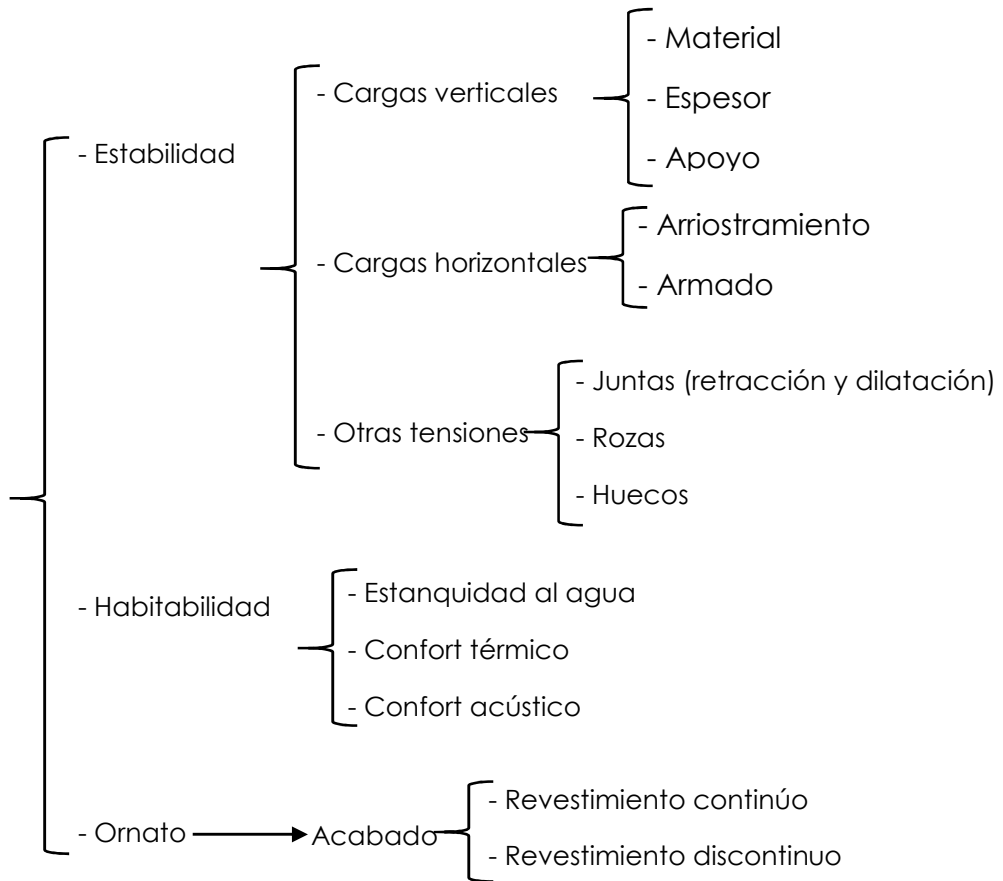 - Estabilidad
- Cargas verticales
- Material
- Espesor
- Apoyo
- Cargas horizontales
- Arriostramiento
- Armado
- Otras tensiones
- Juntas (retracción y dilatación)
- Rozas
- Huecos
- Habitabilidad
- Estanquidad al agua
- Confort térmico
- Confort acústico
- Ornato
Acabado
- Revestimiento continúo
- Revestimiento discontinuo